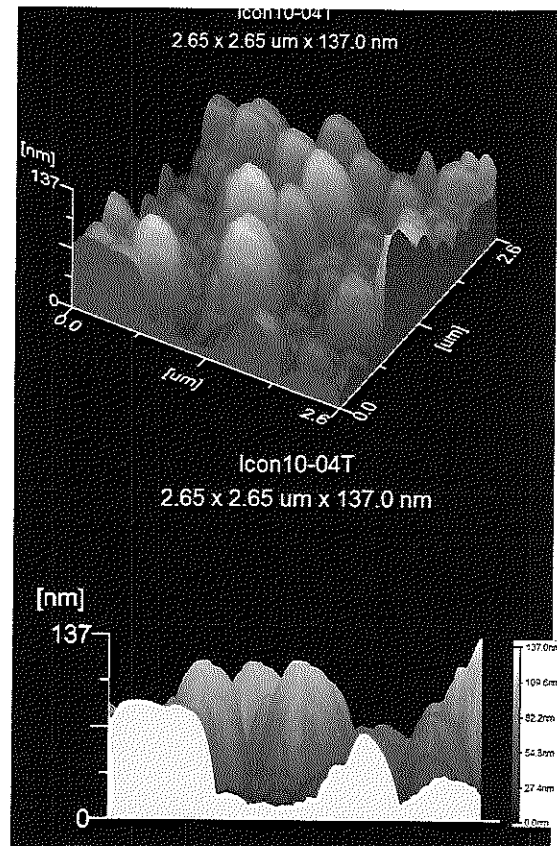 Icon10-04T
2.65 x 2.65 um x 137.0 nm
[nm]
137
0
0.0
[um]
2.6
0.0
[um]
2.6
Icon10-04T
2.65 x 2.65 um x 137.0 nm
[nm]
137
0
137.0nm
109.6nm
82.2nm
54.8nm
27.4nm
0.0nm